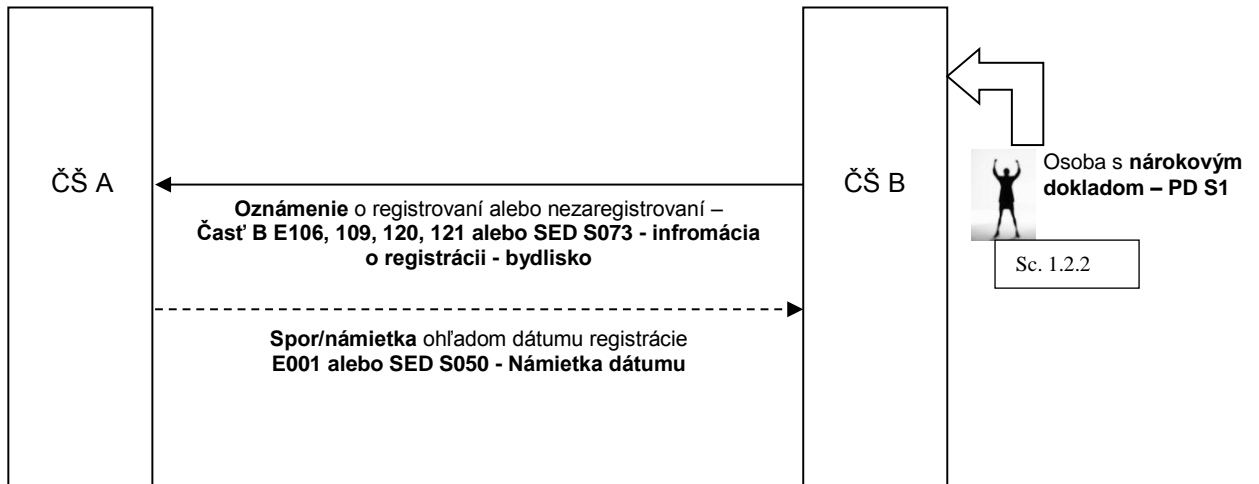 ČŠ A
Oznámenie o registrovaní alebo nezaregistrovaní –
Časť B E106, 109, 120, 121 alebo SED S073 - infromácia
o registrácii - bydlisko
Spor/námietka ohľadom dátumu registrácie
E001 alebo SED S050 - Námietka dátumu
ČŠ B
Osoba s nárokovým
dokladom – PD S1
Sc. 1.2.2